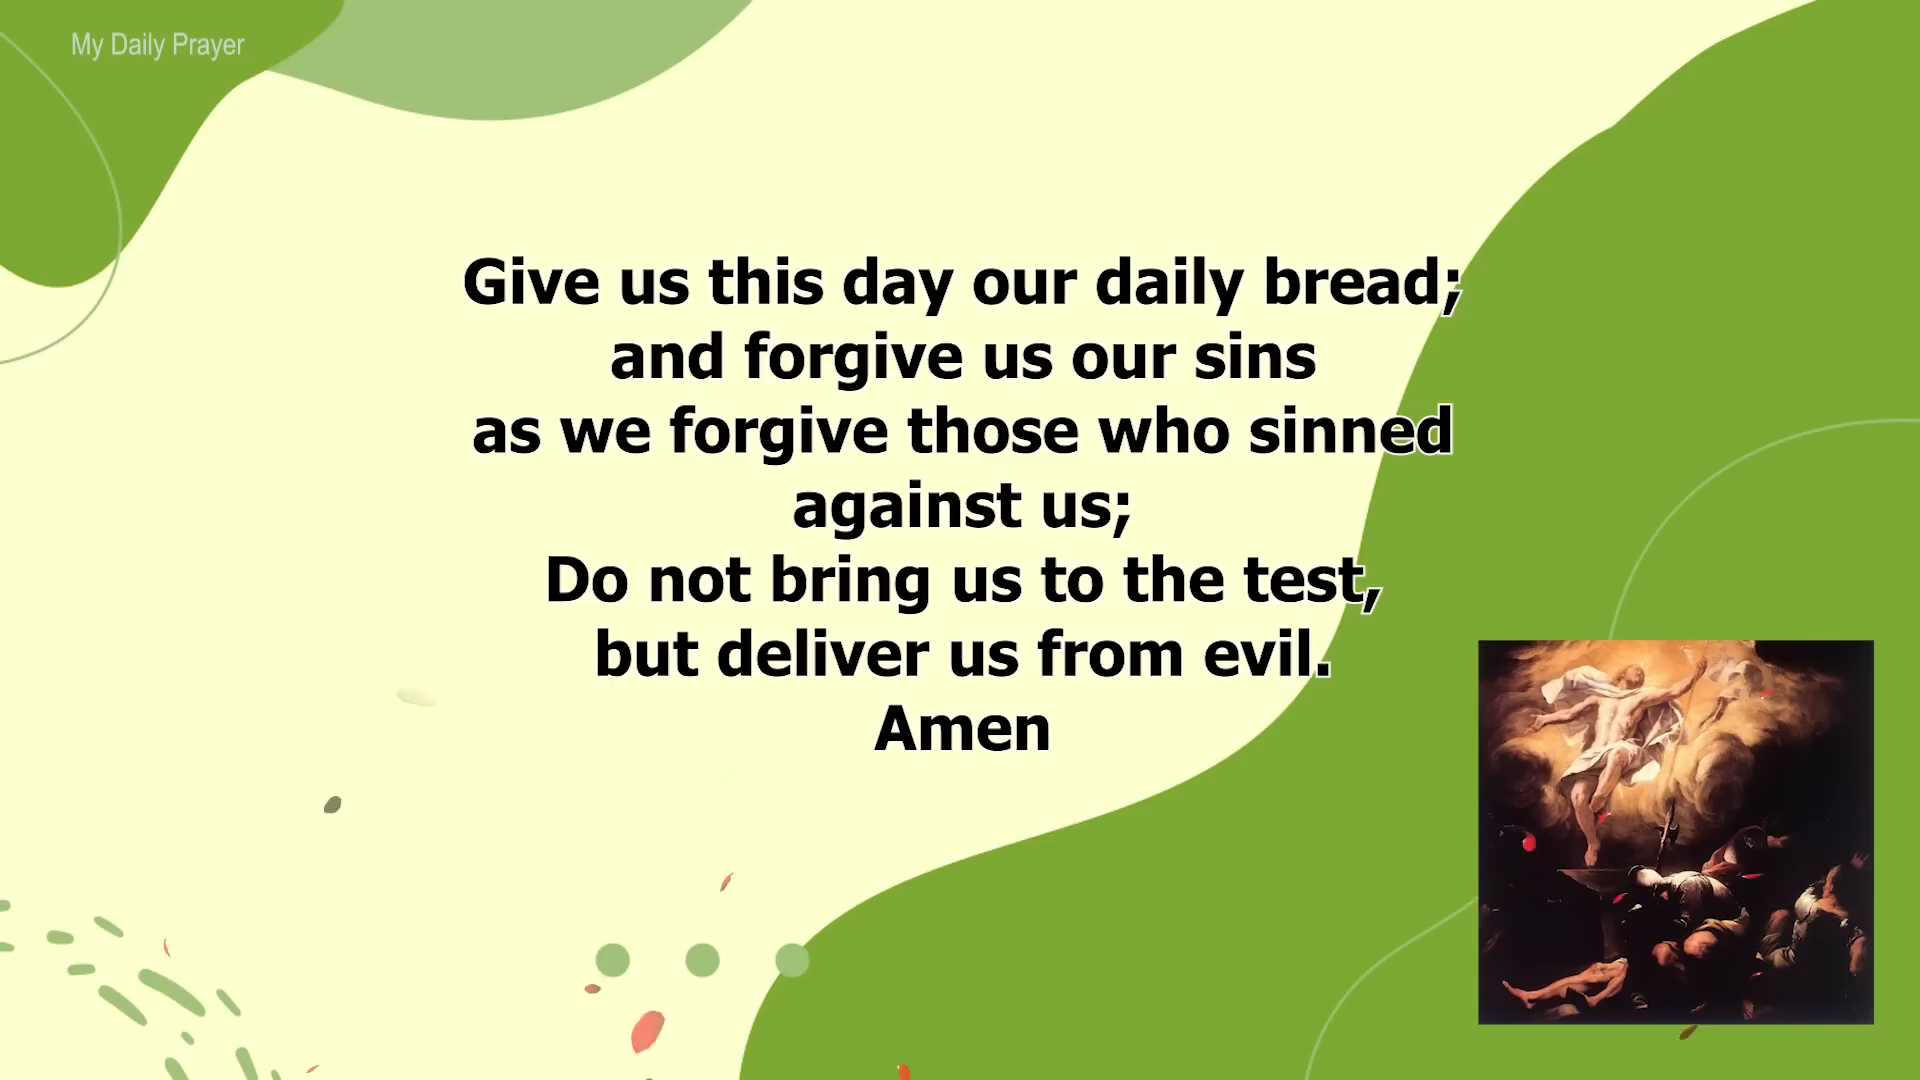 My Daily Prayer
Give us this day our daily bread;
and forgive us our sins
as we forgive those who sinned
against us;
Do not bring us to the test,
but deliver us from evil.
Amen